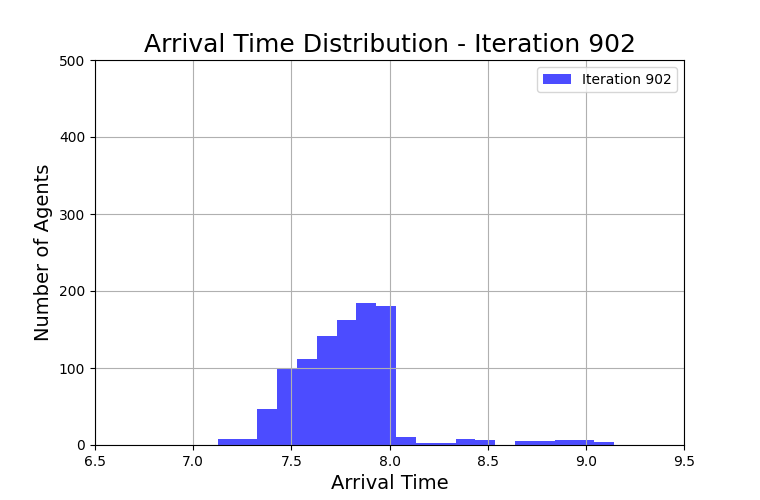 Arrival Time Distribution - Iteration 902
Iteration 902
500
400
300
200
100
0
Number of Agents
6.5 7.0 7.5 8.0 8.5 9.0 9.5
Arrival Time